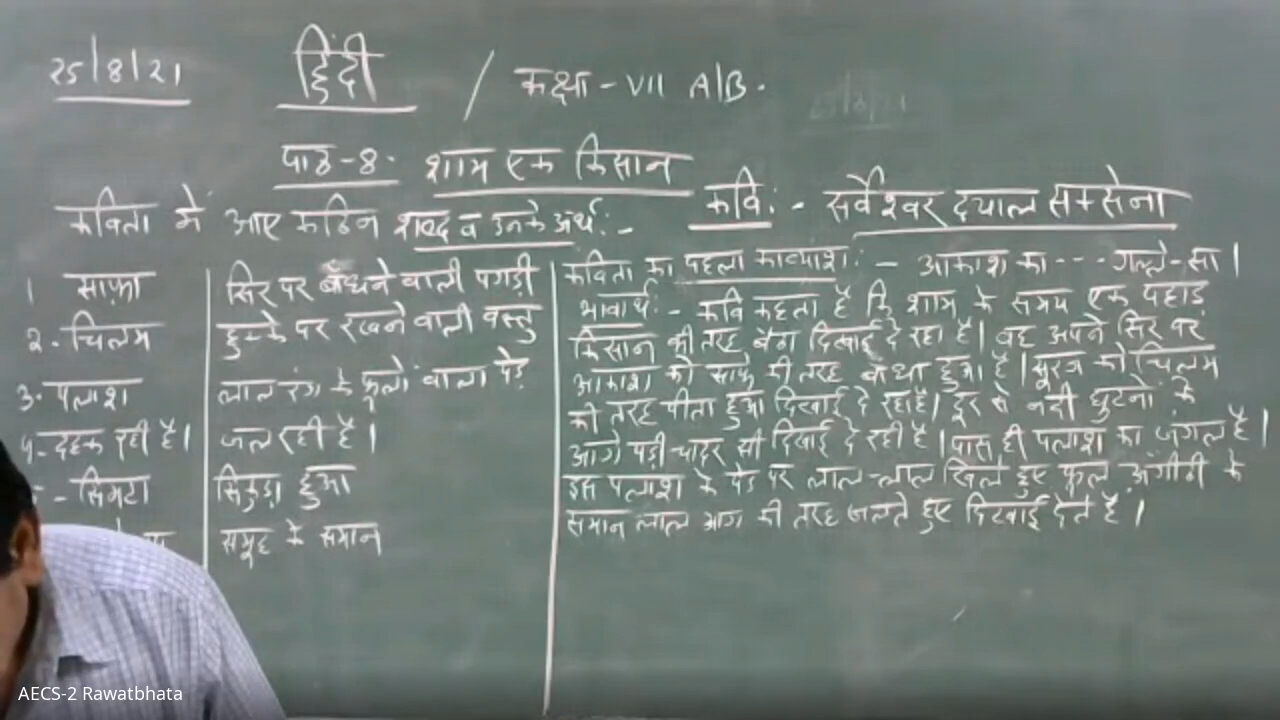 25/8/21 हिंदी / कक्षा - VII A/B.
पाठ-8. शाम एक किसान
कविता में आए कठिन शब्द व उनके अर्थ:-
कवि:- सर्वेश्वर दयाल सक्सेना
1 साफ़ा सिर पर बाँधने वाली पगड़ी
2. चिलम हुक्के पर रखने वाली वस्तु
3. पलाश लाल रंग के फूलों वाला पेड़
4. दहक रही है। जल रही है।
- सिमटा सिकुड़ा हुआ
समूह के समान
कविता का पहला काव्यांश:- आकाश का --- गल्ले-सा।
भावार्थ:- कवि कहता है कि शाम के समय एक पहाड़
किसान की तरह बैठा दिखाई दे रहा है। वह अपने सिर पर
आकाश को साफे की तरह बाँधा हुआ है। सूरज को चिलम
की तरह पीता हुआ दिखाई दे रहा है। दूर से नदी घुटनों के
आगे पड़ी चादर सी दिखाई दे रही है। पास ही पलाश का जंगल है।
इस पलाश के पेड़ पर लाल-लाल खिले हुए फूल अंगीठी के
समान लाल आग की तरह जलते हुए दिखाई देते है।
AECS-2 Rawatbhata